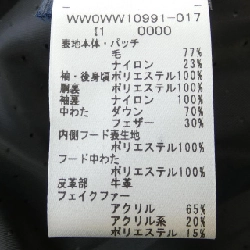 WW0WW10991-017
[1 0000
表地本体・パッチ
毛 77%
ナイロン 23%
袖・後身頃 ポリエステル100%
胴裏 ポリエステル100%
袖裏 ナイロン 100%
中わた ダウン 70%
フェザー 30%
内側フード表生地
ポリエステル100%
フード中わた
ポリエステル100%
皮革部 牛革
フェイクファー
アクリル 65%
アクリル系 20%
ポリエステル 15%